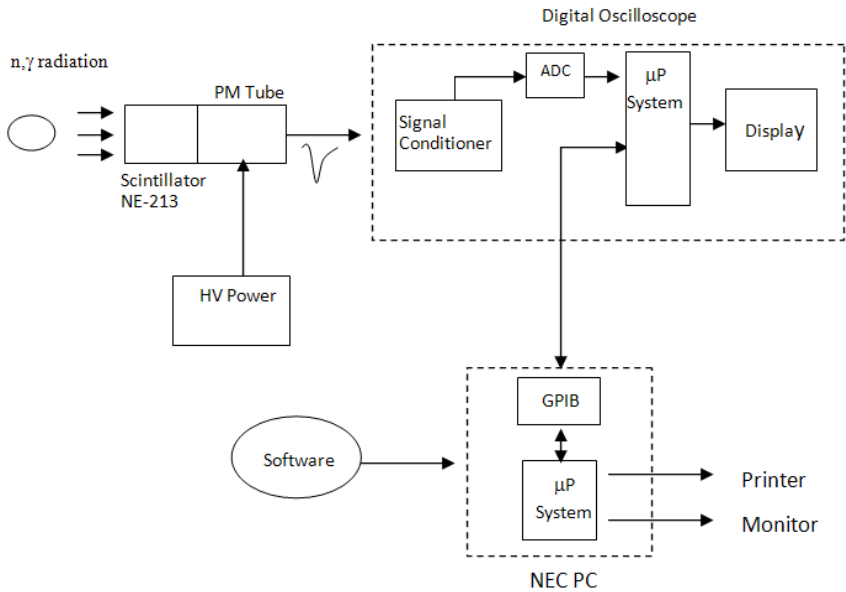 Digital Oscilloscope
n,γ radiation
PM Tube
Scintillator
NE-213
HV Power
Signal
Conditioner
ADC
μP
System
Display
GPIB
μP
System
Software
Printer
Monitor
NEC PC